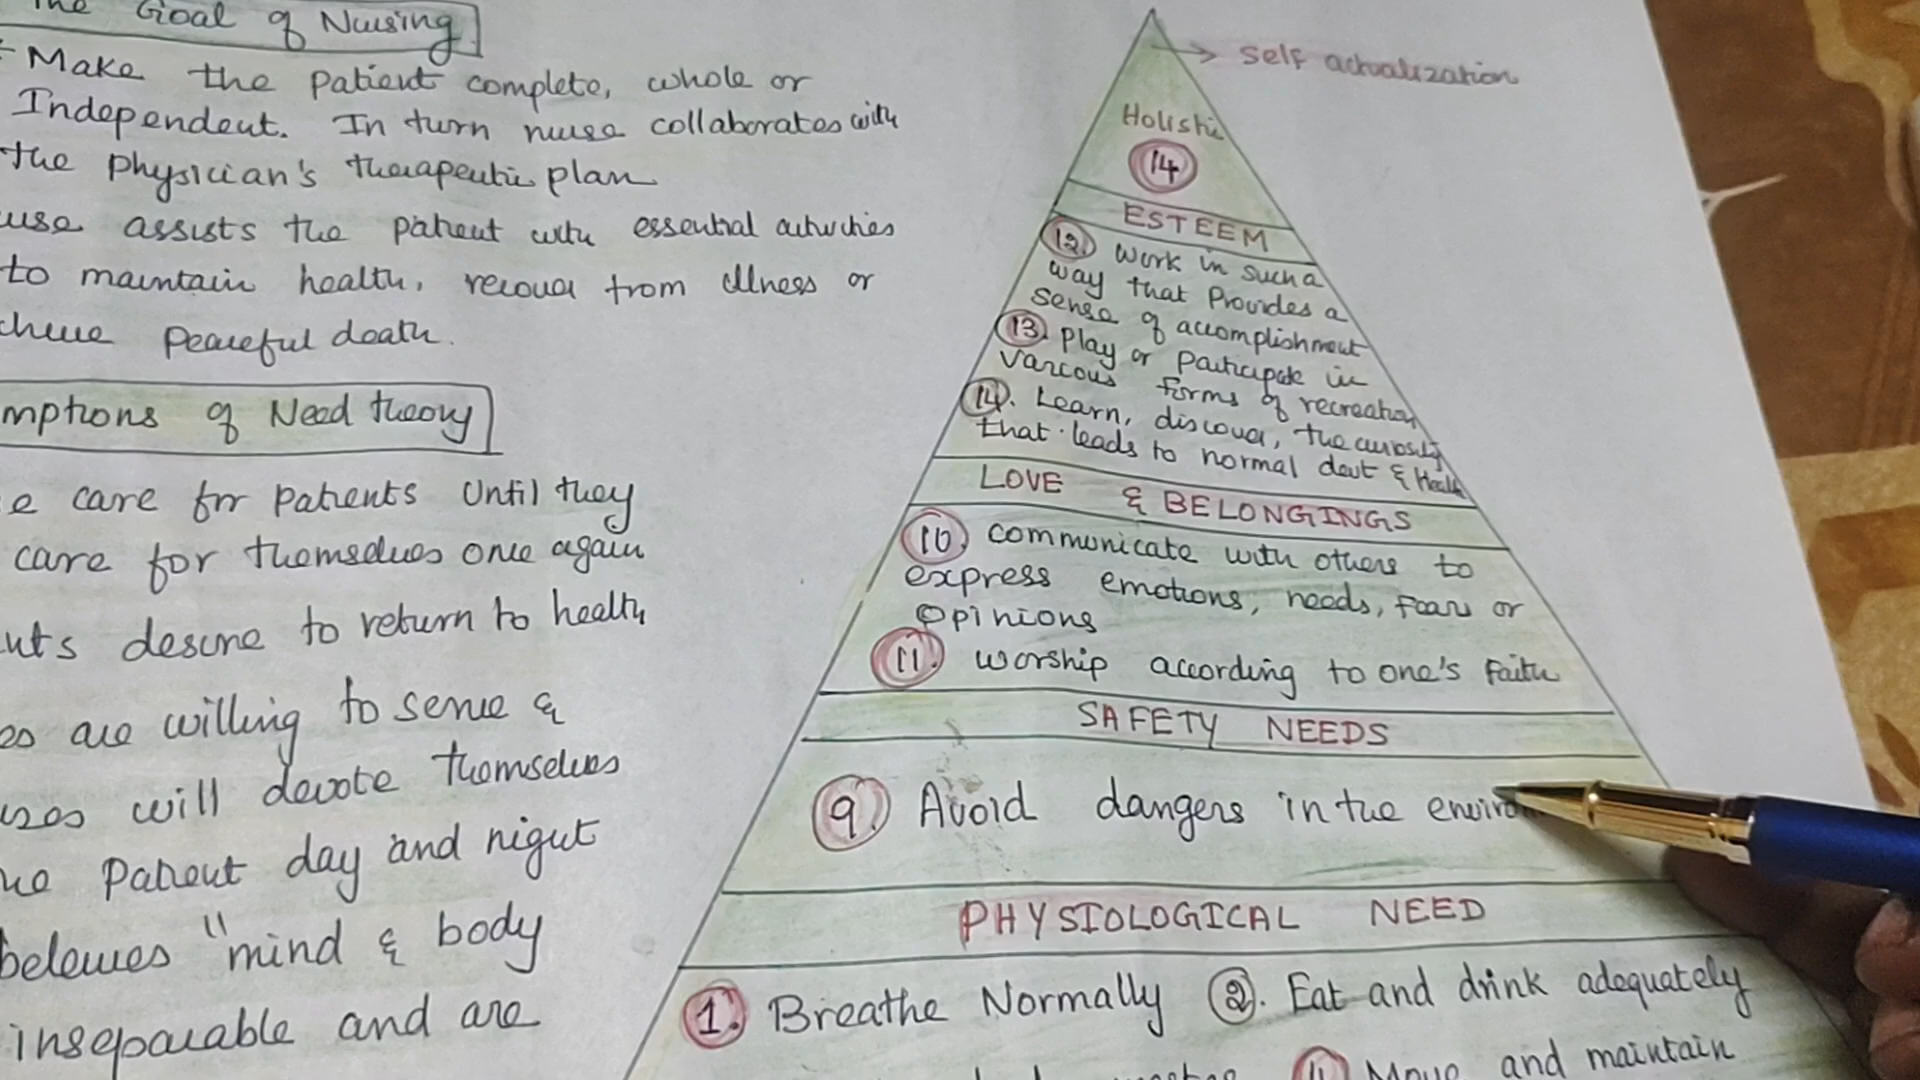 The Goal of Nursing
Make the Patient complete, whole or
Independent. In turn nurse collaborates with
the Physician's therapeutic plan
assists the patient with essential activities
to maintain health, recover from illness or
Peaceful death.
of Need theory
care for patients Until they
care for themselves once again
desire to return to health
are willing to serve &
will devote themselves
Patient day and night
"mind & body
inseparable and are
Self actualization
Holistic
14
ESTEEM
12. Work in such a
way that Provides a
sense of accomplishment
13. Play or Participate in
various forms of recreation
14. Learn, discover, the curiosity
that leads to normal devt & Health
LOVE & BELONGINGS
10. Communicate with others to
express emotions, needs, fears or
Opinions
11. Worship according to one's Faith
SAFETY NEEDS
9. Avoid dangers in the
PHYSIOLOGICAL NEED
1. Breathe Normally 2. Eat and drink adequately
and maintain